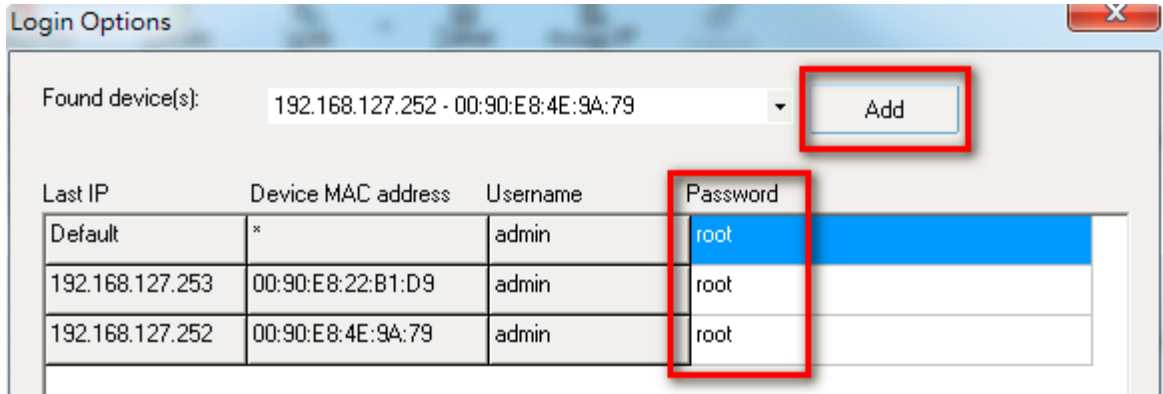 Login Options
Found device(s): 192.168.127.252 - 00:90:E8:4E:9A:79 Add
Last IP Device MAC address Username Password
Default * admin root
192.168.127.253 00:90:E8:22:B1:D9 admin root
192.168.127.252 00:90:E8:4E:9A:79 admin root